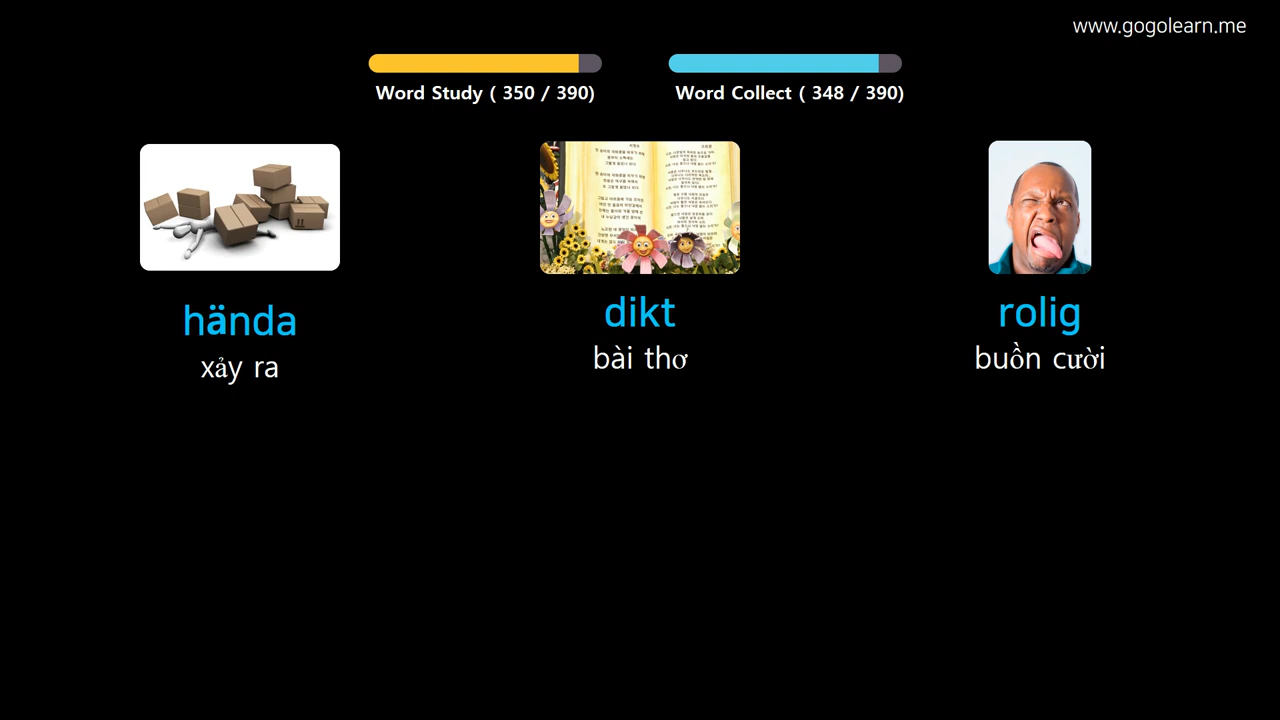 www.gogolearn.me
Word Study ( 350 / 390)
Word Collect ( 348 / 390)
hända
xảy ra
dikt
bài thơ
rolig
buồn cười